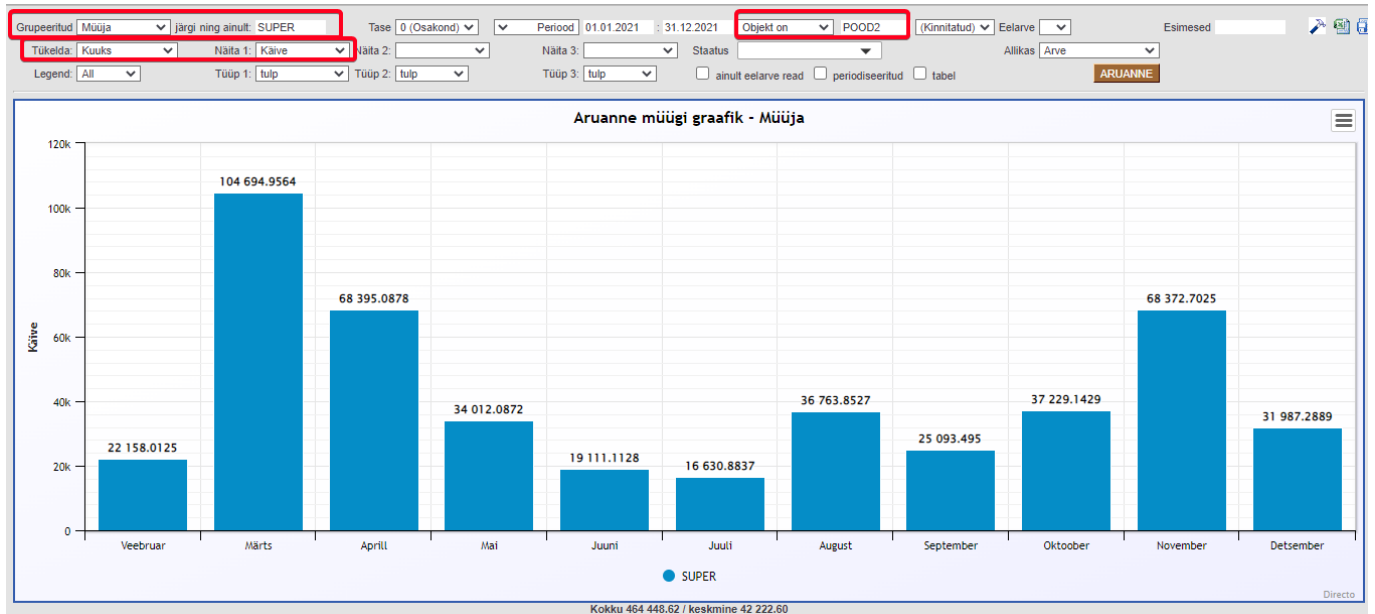 Grupeeritud Müüja järgi ning ainult: SUPER Tase 0 (Osakond) Periood 01.01.2021 : 31.12.2021 Objekt on POOD2 (Kinnitatud) Eelarve Esimesed
Tükelda: Kuuks Näita 1: Käive Näita 2: Näita 3: Staatus Allikas Arve
Legend: All Tüüp 1: tulp Tüüp 2: tulp Tüüp 3: tulp ainult eelarve read periodiseeritud tabel ARUANNE
Aruanne müügi graafik - Müüja
120k
104 694.9564
100k
80k
68 395.0878
68 372.7025
Käive
60k
40k
34 012.0872
36 763.8527
37 229.1429
31 987.2889
22 158.0125
25 093.495
20k
19 111.1128
16 630.8837
0
Veebruar Märts Aprill Mai Juuni Juuli August September Oktoober November Detsember
SUPER
Directo
Kokku 464 448.62 / keskmine 42 222.60